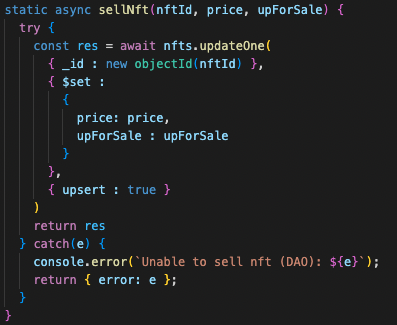 static async sellNft(nftId, price, upForSale) {
try {
const res = await nfts.updateOne(
{ _id : new objectId(nftId) },
{ $set :
{
price: price,
upForSale : upForSale
}
},
{ upsert : true }
)
return res
} catch(e) {
console.error(`Unable to sell nft (DAO): ${e}`);
return { error: e };
}
}